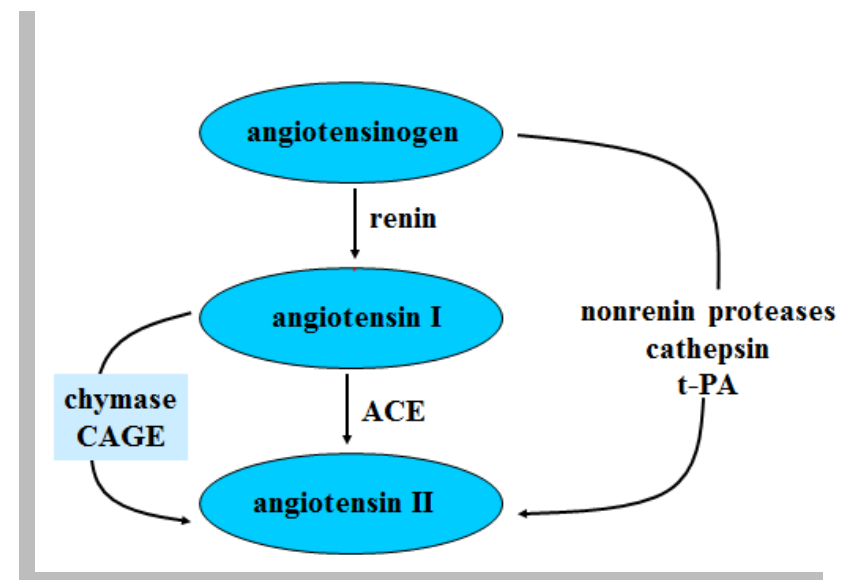 angiotensinogen
renin
angiotensin I
nonrenin proteases
cathepsin
t-PA
chymase
CAGE
ACE
angiotensin II